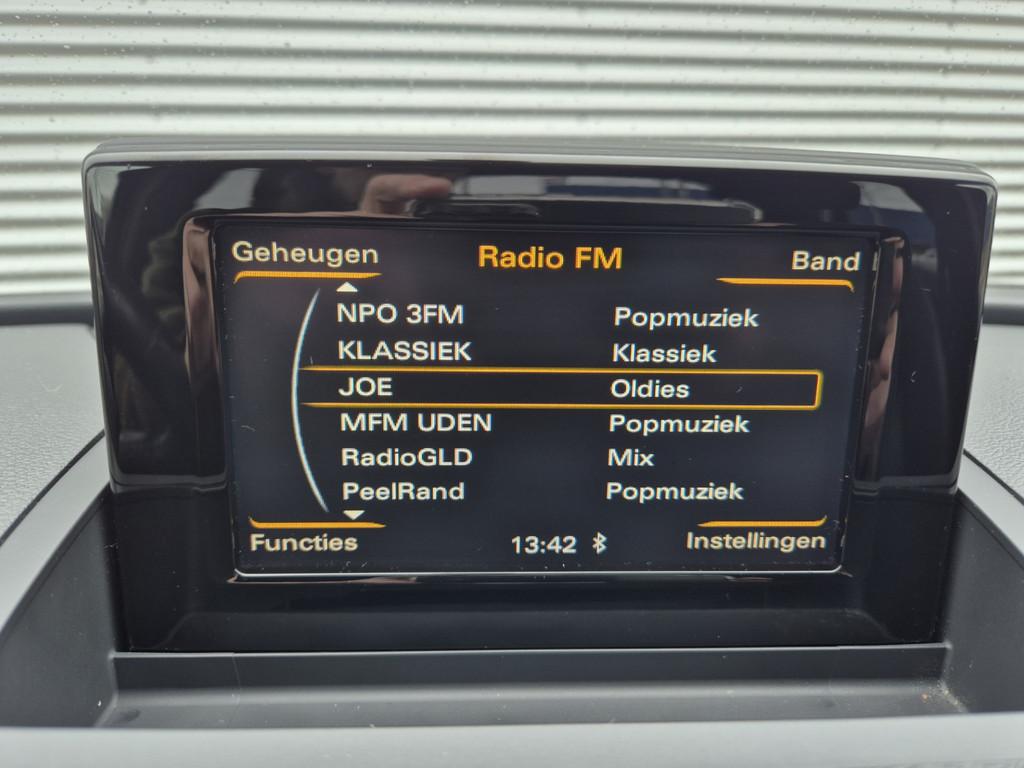 Geheugen Radio FM Band
NPO 3FM Popmuziek
KLASSIEK Klassiek
JOE Oldies
MFM UDEN Popmuziek
RadioGLD Mix
PeelRand Popmuziek
Functies 13:42 Instellingen